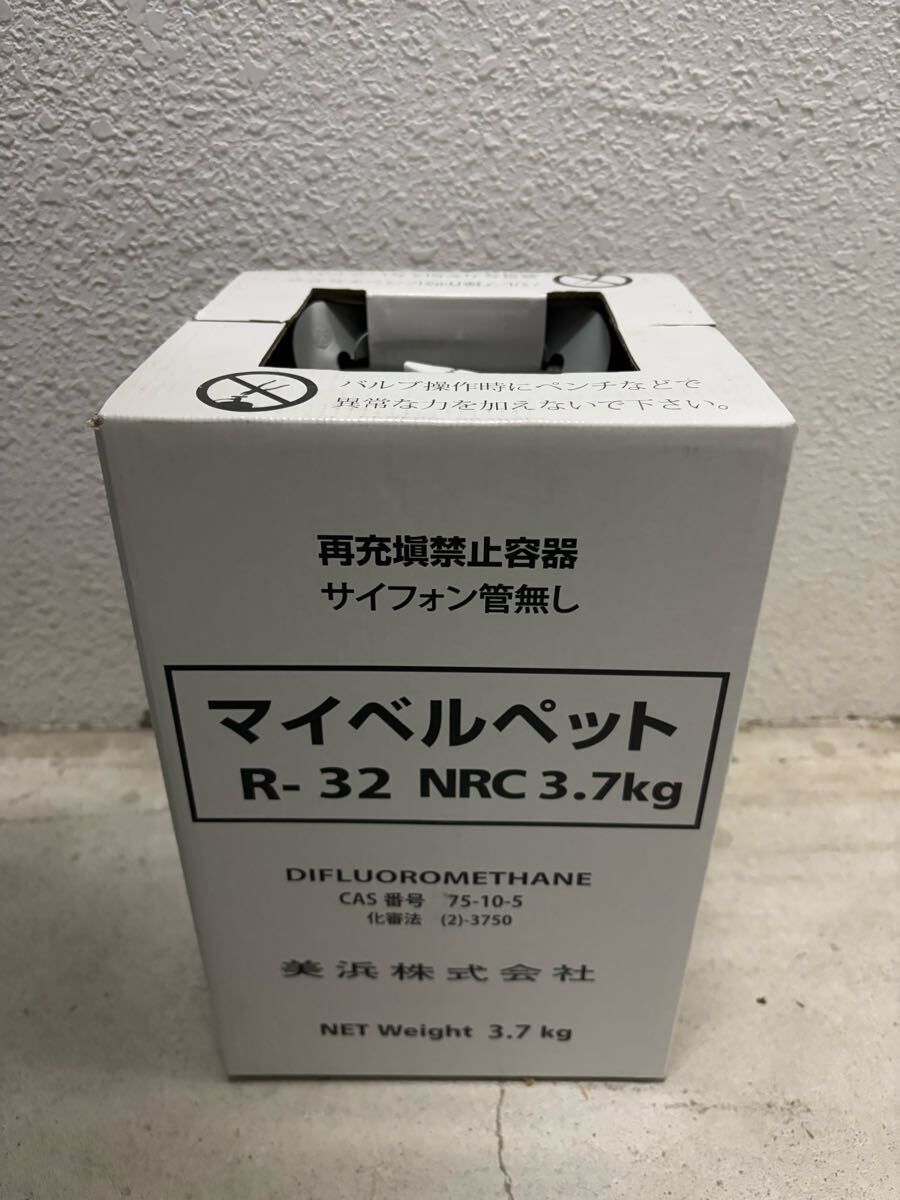 バルブ操作時にペンチなどで
異常な力を加えないで下さい。
再充塡禁止容器
サイフォン管無し
マイベルペット
R-32 NRC 3.7kg
DIFLUOROMETHANE
CAS 番号 75-10-5
化審法 (2)-3750
美浜株式会社
NET Weight 3.7 kg